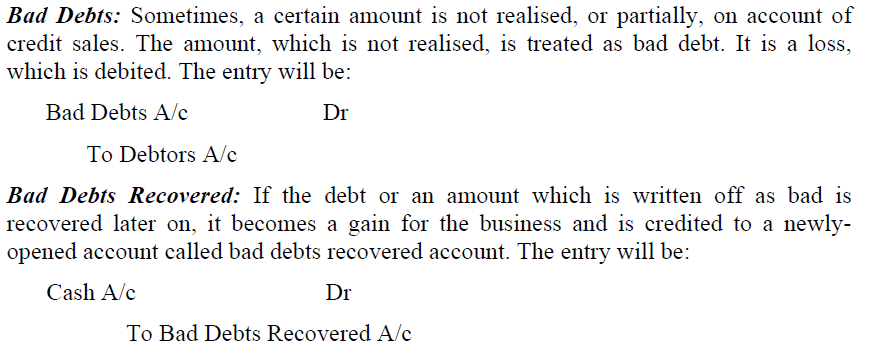 Bad Debts: Sometimes, a certain amount is not realised, or partially, on account of
credit sales. The amount, which is not realised, is treated as bad debt. It is a loss,
which is debited. The entry will be:
Bad Debts A/c Dr
To Debtors A/c
Bad Debts Recovered: If the debt or an amount which is written off as bad is
recovered later on, it becomes a gain for the business and is credited to a newly-
opened account called bad debts recovered account. The entry will be:
Cash A/c Dr
To Bad Debts Recovered A/c